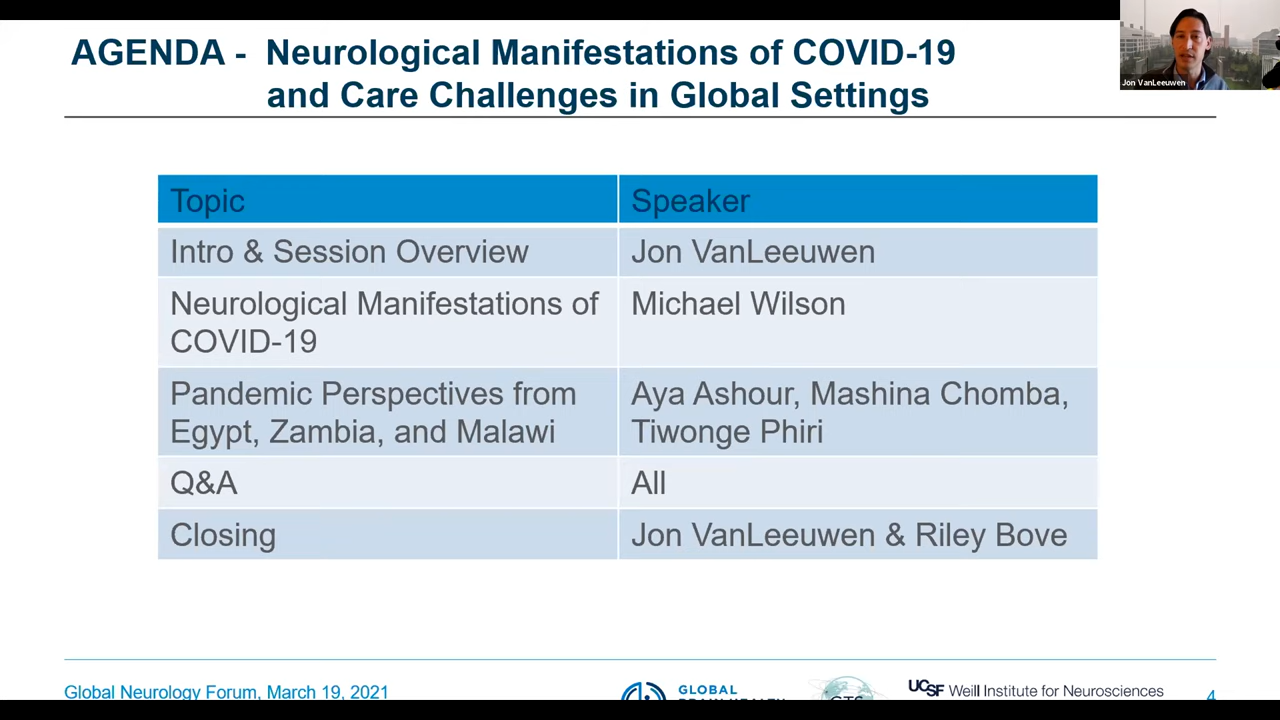 AGENDA - Neurological Manifestations of COVID-19
and Care Challenges in Global Settings
Jon VanLeeuwen
Topic Speaker
Intro & Session Overview Jon VanLeeuwen
Neurological Manifestations of Michael Wilson
COVID-19
Pandemic Perspectives from Aya Ashour, Mashina Chomba,
Egypt, Zambia, and Malawi Tiwonge Phiri
Q&A All
Closing Jon VanLeeuwen & Riley Bove
Global Neurology Forum, March 19, 2021
GLOBAL
UCSF Weill Institute for Neurosciences
4